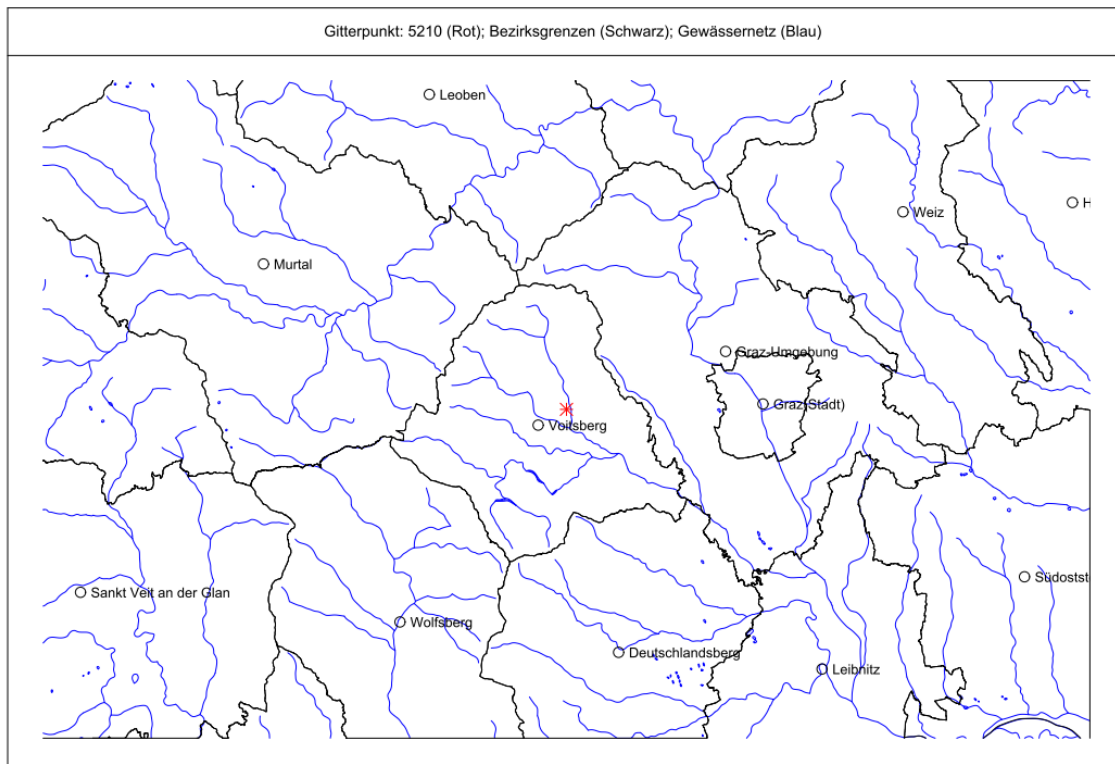 Gitterpunkt: 5210 (Rot); Bezirksgrenzen (Schwarz); Gewässernetz (Blau)
Leoben
H
Weiz
Murtal
Graz-Umgebung
Graz(Stadt)
Voitsberg
Südostste
Sankt Veit an der Glan
Wolfsberg
Deutschlandsberg
Leibnitz